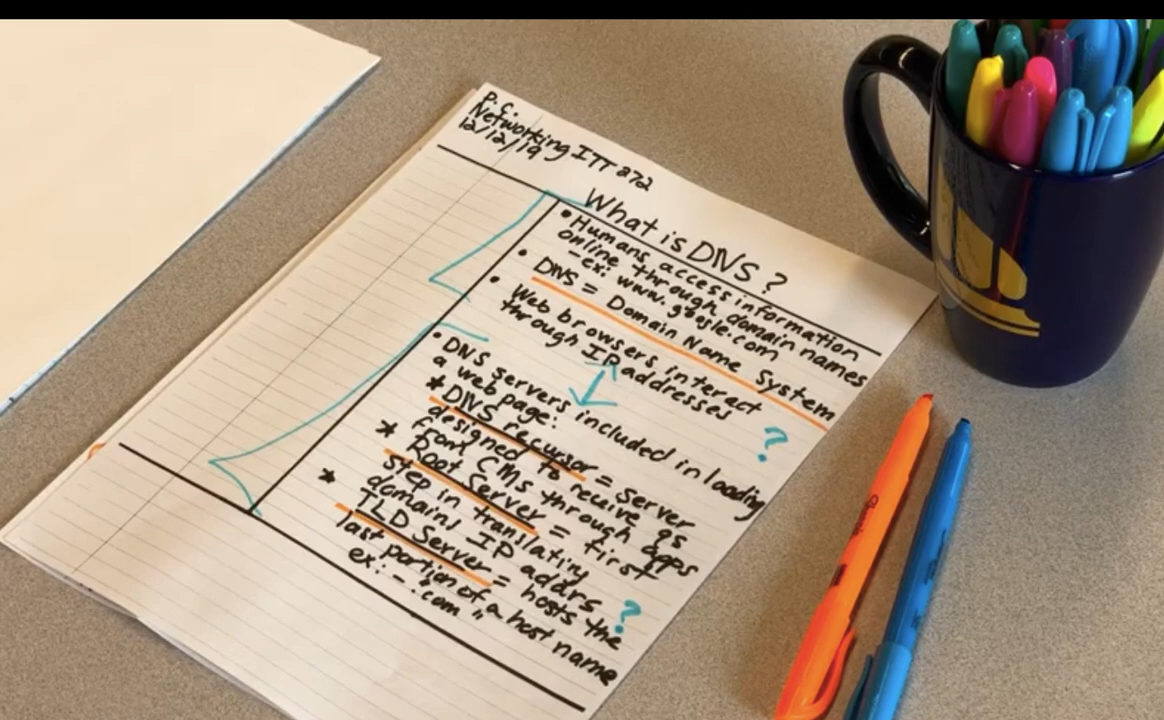 P.C.
Networking ITT 272
12/12/19
What is DNS?
• Humans access information
online through domain names
- ex: www.google.com
• DNS = Domain Name System
• Web browsers interact
through IP addresses
?
• DNS servers included in loading
a web page:
* DNS recursor = server
designed to receive qs
from CMs through apps
* Root Server = first
step in translating
domains IP addrs
?
* TLD Server = hosts the
last portion of a host name
ex: - ".com"